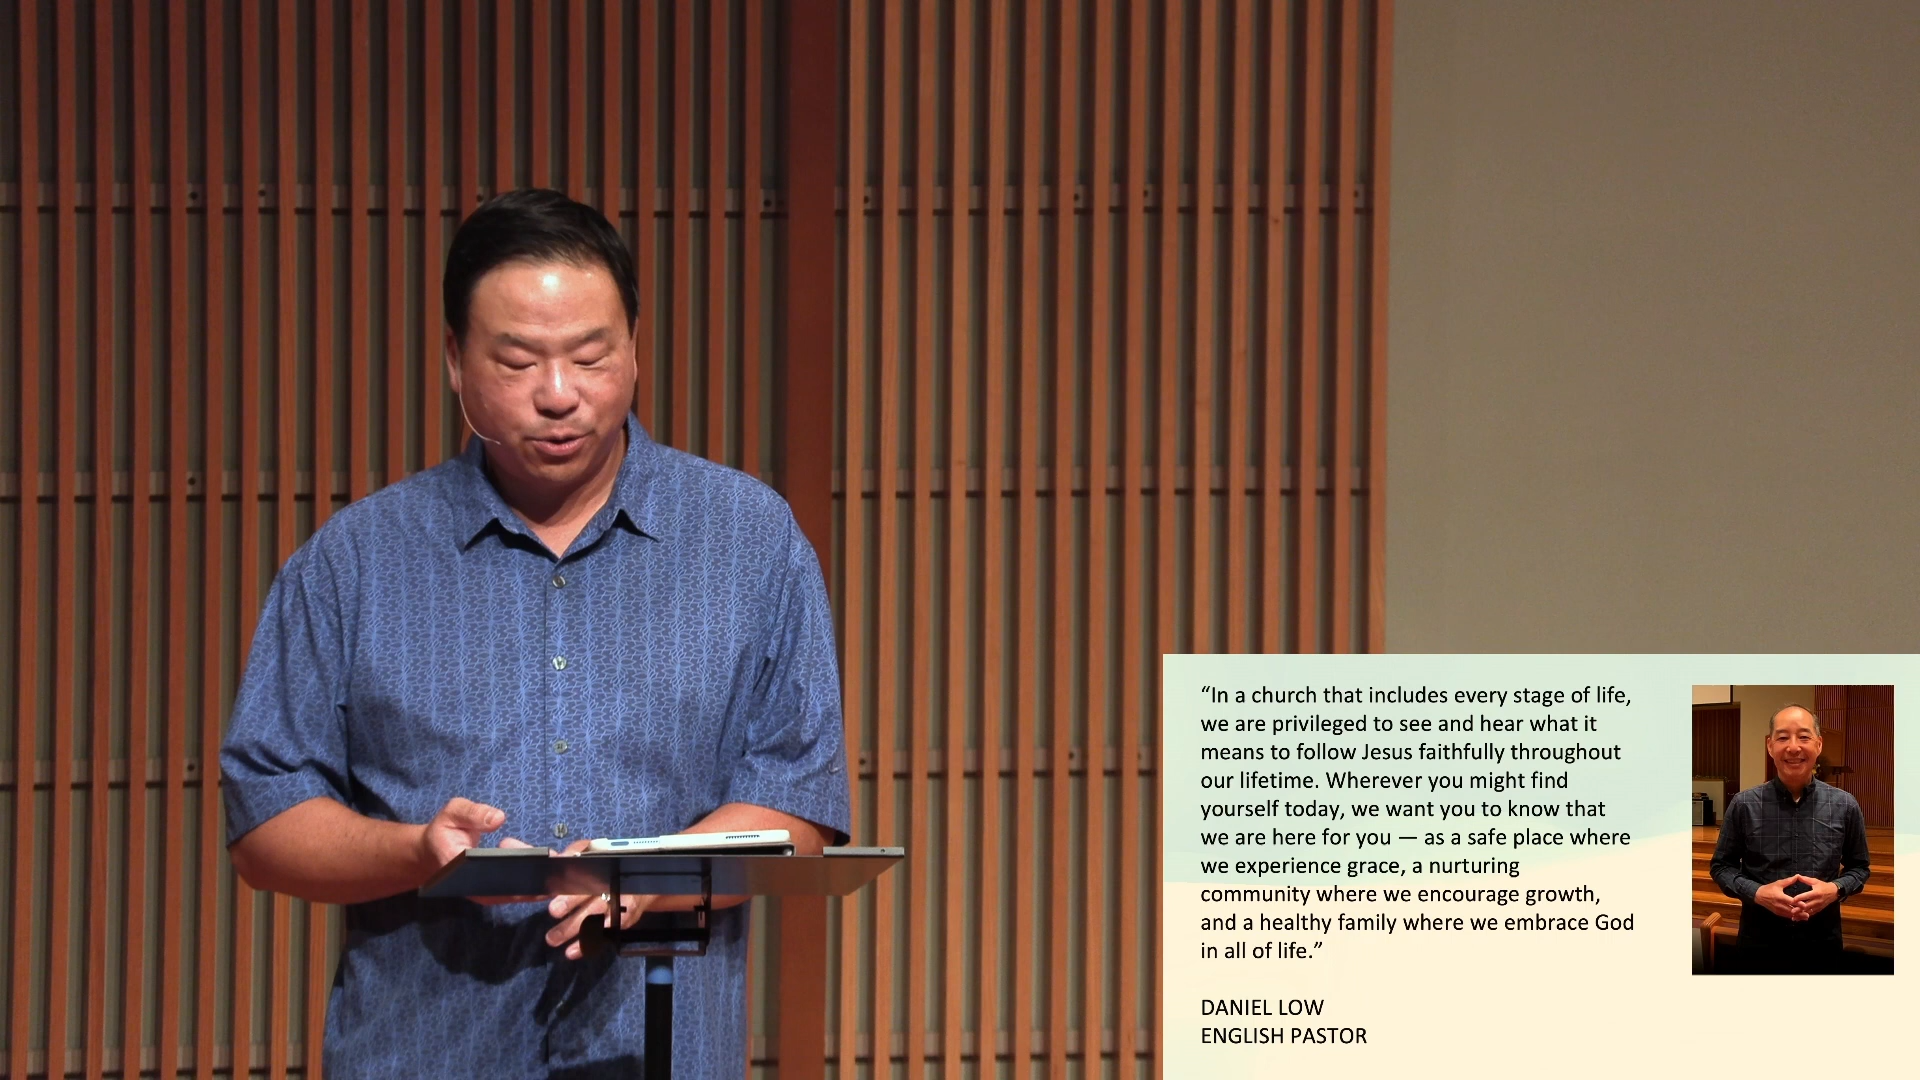 “In a church that includes every stage of life,
we are privileged to see and hear what it
means to follow Jesus faithfully throughout
our lifetime. Wherever you might find
yourself today, we want you to know that
we are here for you — as a safe place where
we experience grace, a nurturing
community where we encourage growth,
and a healthy family where we embrace God
in all of life.”
DANIEL LOW
ENGLISH PASTOR